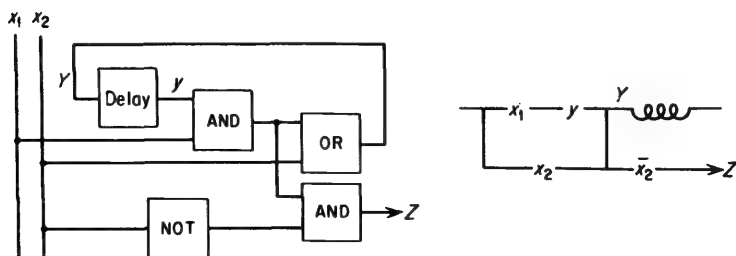 x₁ x₂
Y Delay y AND OR
NOT AND Z
x₁ y Y
x₂ x̄₂ Z